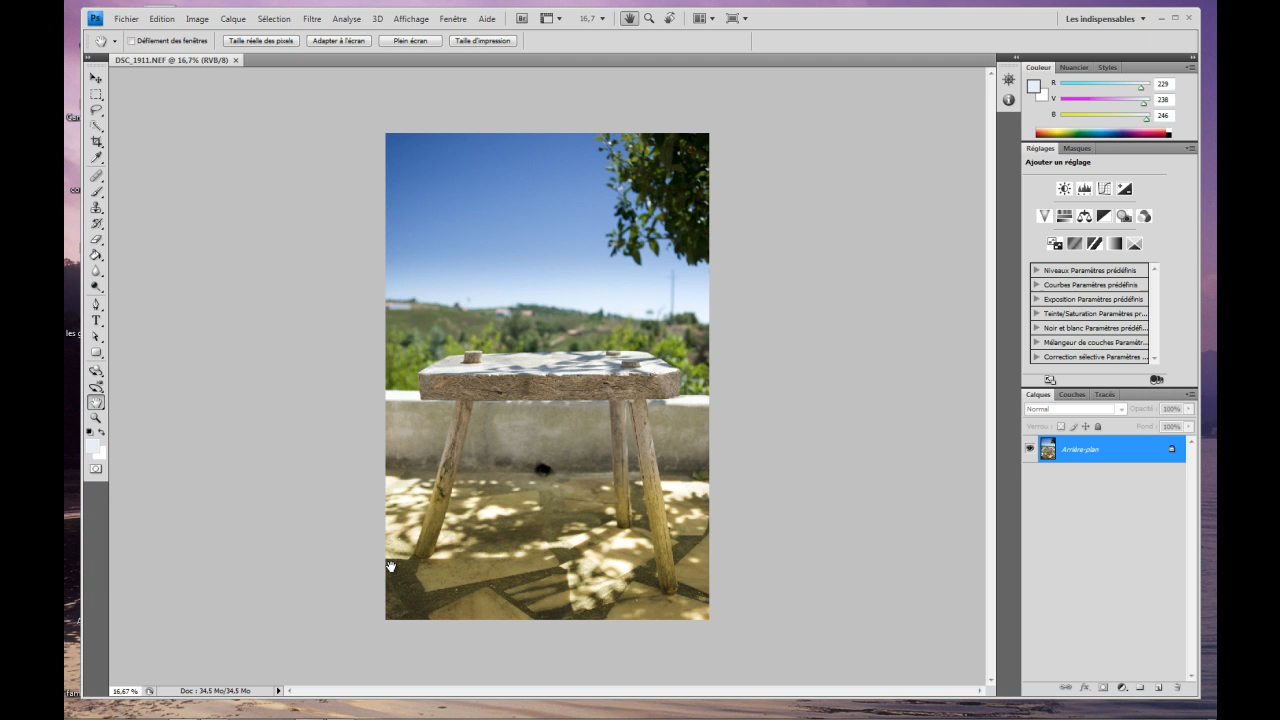 Ps Fichier Edition Image Calque Sélection Filtre Analyse 3D Affichage Fenêtre Aide Br 16,7 Les indispensables
Défilement des fenêtres Taille réelle des pixels Adapter à l'écran Plein écran Taille d'impression
DSC_1911.NEF @ 16,7% (RVB/8)
Couleur Nuancier Styles
R 229
V 238
B 246
Réglages Masques
Ajouter un réglage
Niveaux Paramètres prédéfinis
Courbes Paramètres prédéfinis
Exposition Paramètres prédéfinis
Teinte/Saturation Paramètres pr...
Noir et blanc Paramètres prédéfi...
Mélangeur de couches Paramètr...
Correction sélective Paramètres ...
Calques Couches Tracés
Normal Opacité : 100%
Verrou : Fond : 100%
Arrière-plan
les
16,67 % Doc : 34,5 Mo/34,5 Mo